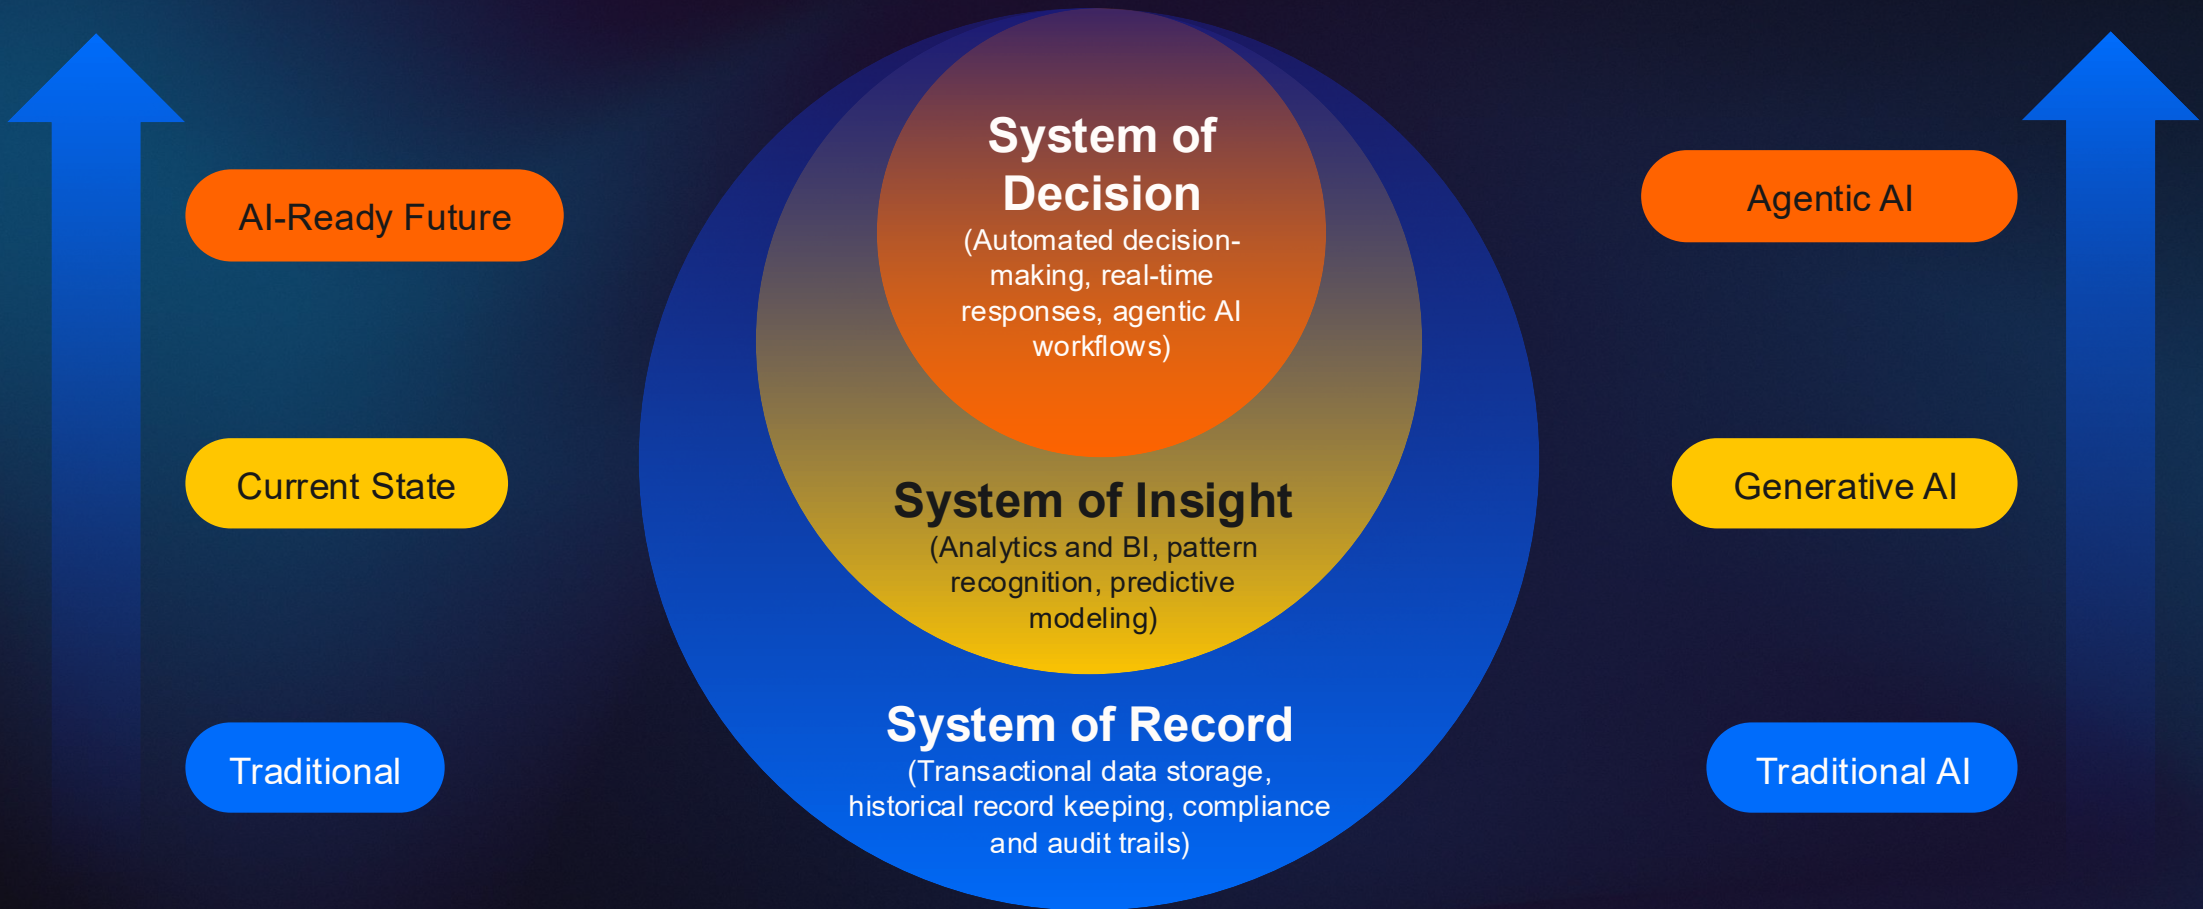 AI-Ready Future
Current State
Traditional
System of
Decision
(Automated decision-
making, real-time
responses, agentic AI
workflows)
System of Insight
(Analytics and BI, pattern
recognition, predictive
modeling)
System of Record
(Transactional data storage,
historical record keeping, compliance
and audit trails)
Agentic AI
Generative AI
Traditional AI